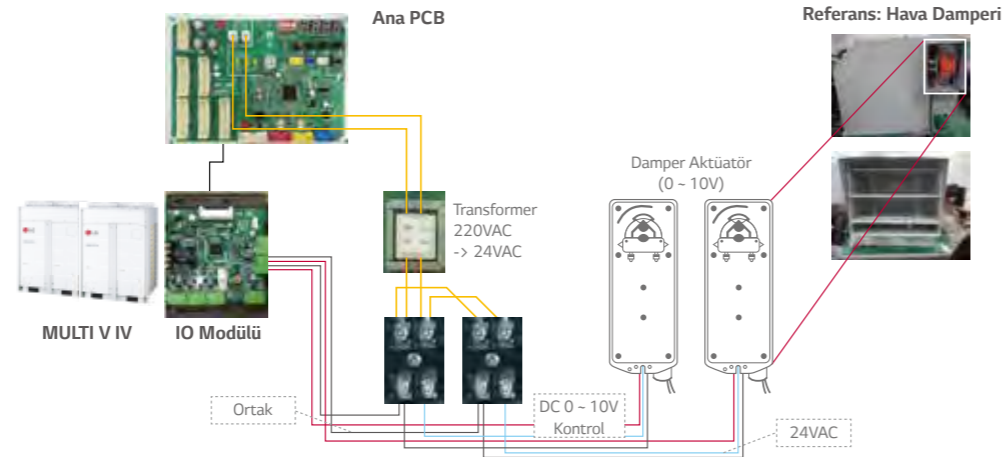 Ana PCB
Referans: Hava Damperi
Damper Aktüatör
(0 ~ 10V)
Transformer
220VAC
-> 24VAC
MULTI V IV
IO Modülü
Ortak
DC 0 ~ 10V
Kontrol
24VAC